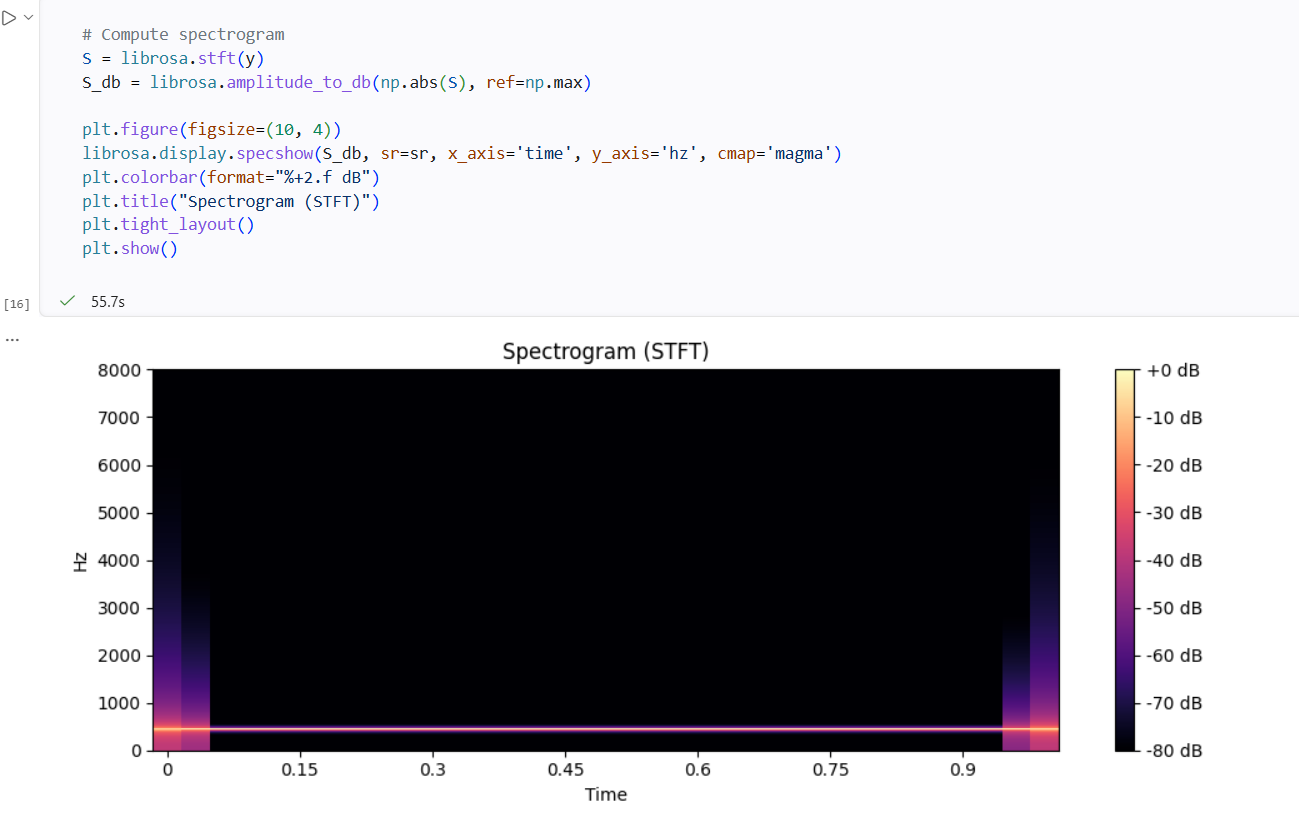 # Compute spectrogram
S = librosa.stft(y)
S_db = librosa.amplitude_to_db(np.abs(S), ref=np.max)
plt.figure(figsize=(10, 4))
librosa.display.specshow(S_db, sr=sr, x_axis='time', y_axis='hz', cmap='magma')
plt.colorbar(format="%+2.f dB")
plt.title("Spectrogram (STFT)")
plt.tight_layout()
plt.show()
[16]
55.7s
...
Spectrogram (STFT)
8000
7000
6000
5000
4000
3000
2000
1000
0
Hz
0 0.15 0.3 0.45 0.6 0.75 0.9
Time
+0 dB
-10 dB
-20 dB
-30 dB
-40 dB
-50 dB
-60 dB
-70 dB
-80 dB